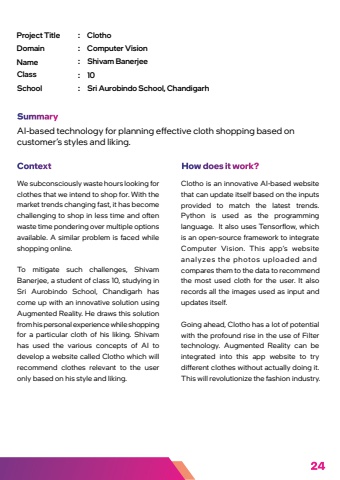 Project Title : Clotho
Domain : Computer Vision
Name : Shivam Banerjee
Class : 10
School : Sri Aurobindo School, Chandigarh
Summary
AI-based technology for planning effective cloth shopping based on
customer's styles and liking.
Context
We subconsciously waste hours looking for
clothes that we intend to shop for. With the
market trends changing fast, it has become
challenging to shop in less time and often
waste time pondering over multiple options
available. A similar problem is faced while
shopping online.
To mitigate such challenges, Shivam
Banerjee, a student of class 10, studying in
Sri Aurobindo School, Chandigarh has
come up with an innovative solution using
Augmented Reality. He draws this solution
from his personal experience while shopping
for a particular cloth of his liking. Shivam
has used the various concepts of AI to
develop a website called Clotho which will
recommend clothes relevant to the user
only based on his style and liking.
How does it work?
Clotho is an innovative AI-based website
that can update itself based on the inputs
provided to match the latest trends.
Python is used as the programming
language. It also uses Tensorflow, which
is an open-source framework to integrate
Computer Vision. This app's website
analyzes the photos uploaded and
compares them to the data to recommend
the most used cloth for the user. It also
records all the images used as input and
updates itself.
Going ahead, Clotho has a lot of potential
with the profound rise in the use of Filter
technology. Augmented Reality can be
integrated into this app website to try
different clothes without actually doing it.
This will revolutionize the fashion industry.
24